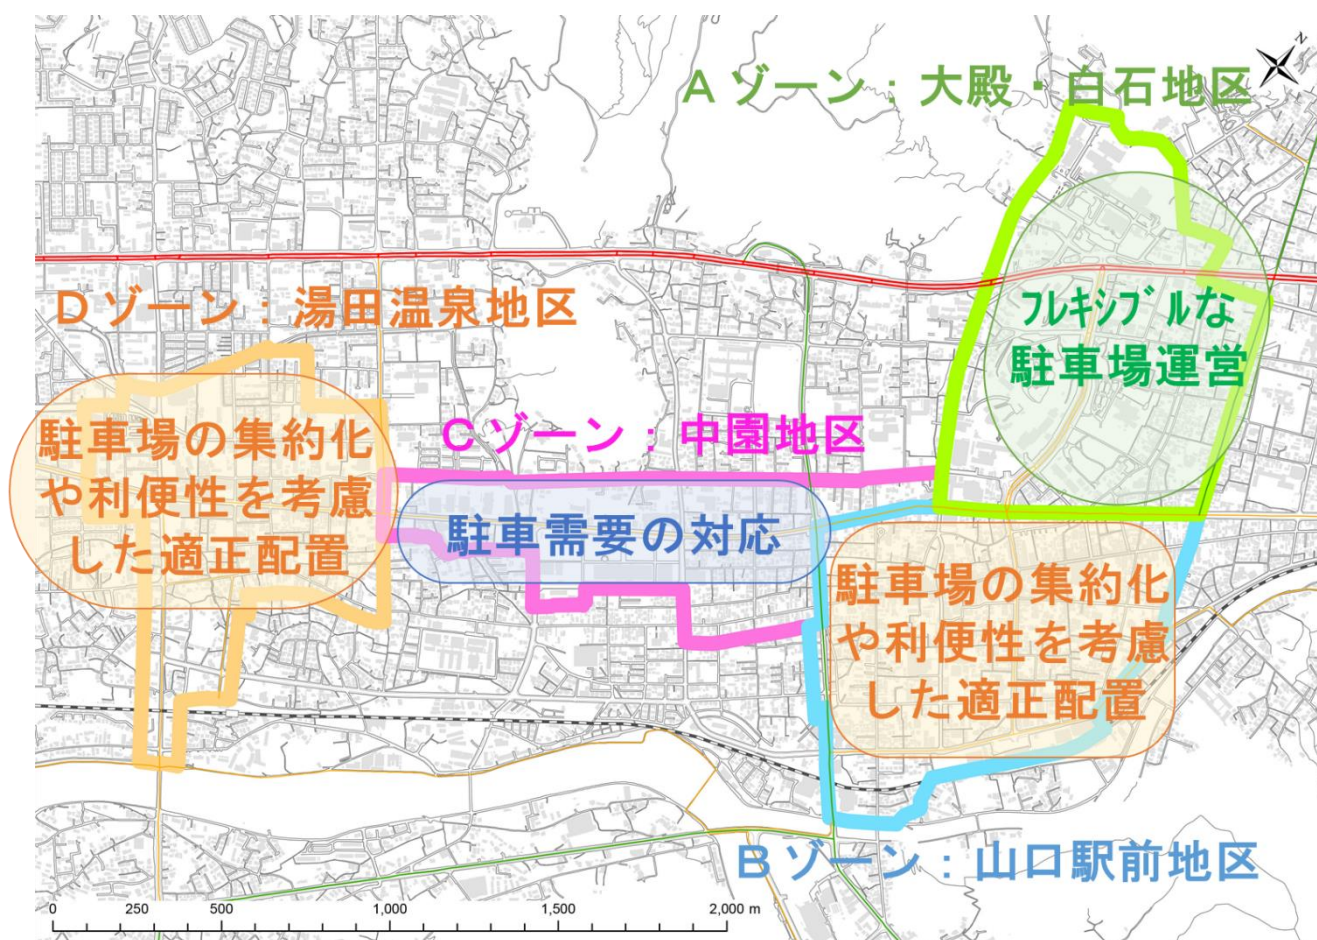 N
Aゾーン：大殿・白石地区
フレキシブルな
駐車場運営
Dゾーン：湯田温泉地区
駐車場の集約化
や利便性を考慮
した適正配置
Cゾーン：中園地区
駐車需要の対応
駐車場の集約化
や利便性を考慮
した適正配置
Bゾーン：山口駅前地区
0 250 500 1,000 1,500 2,000 m